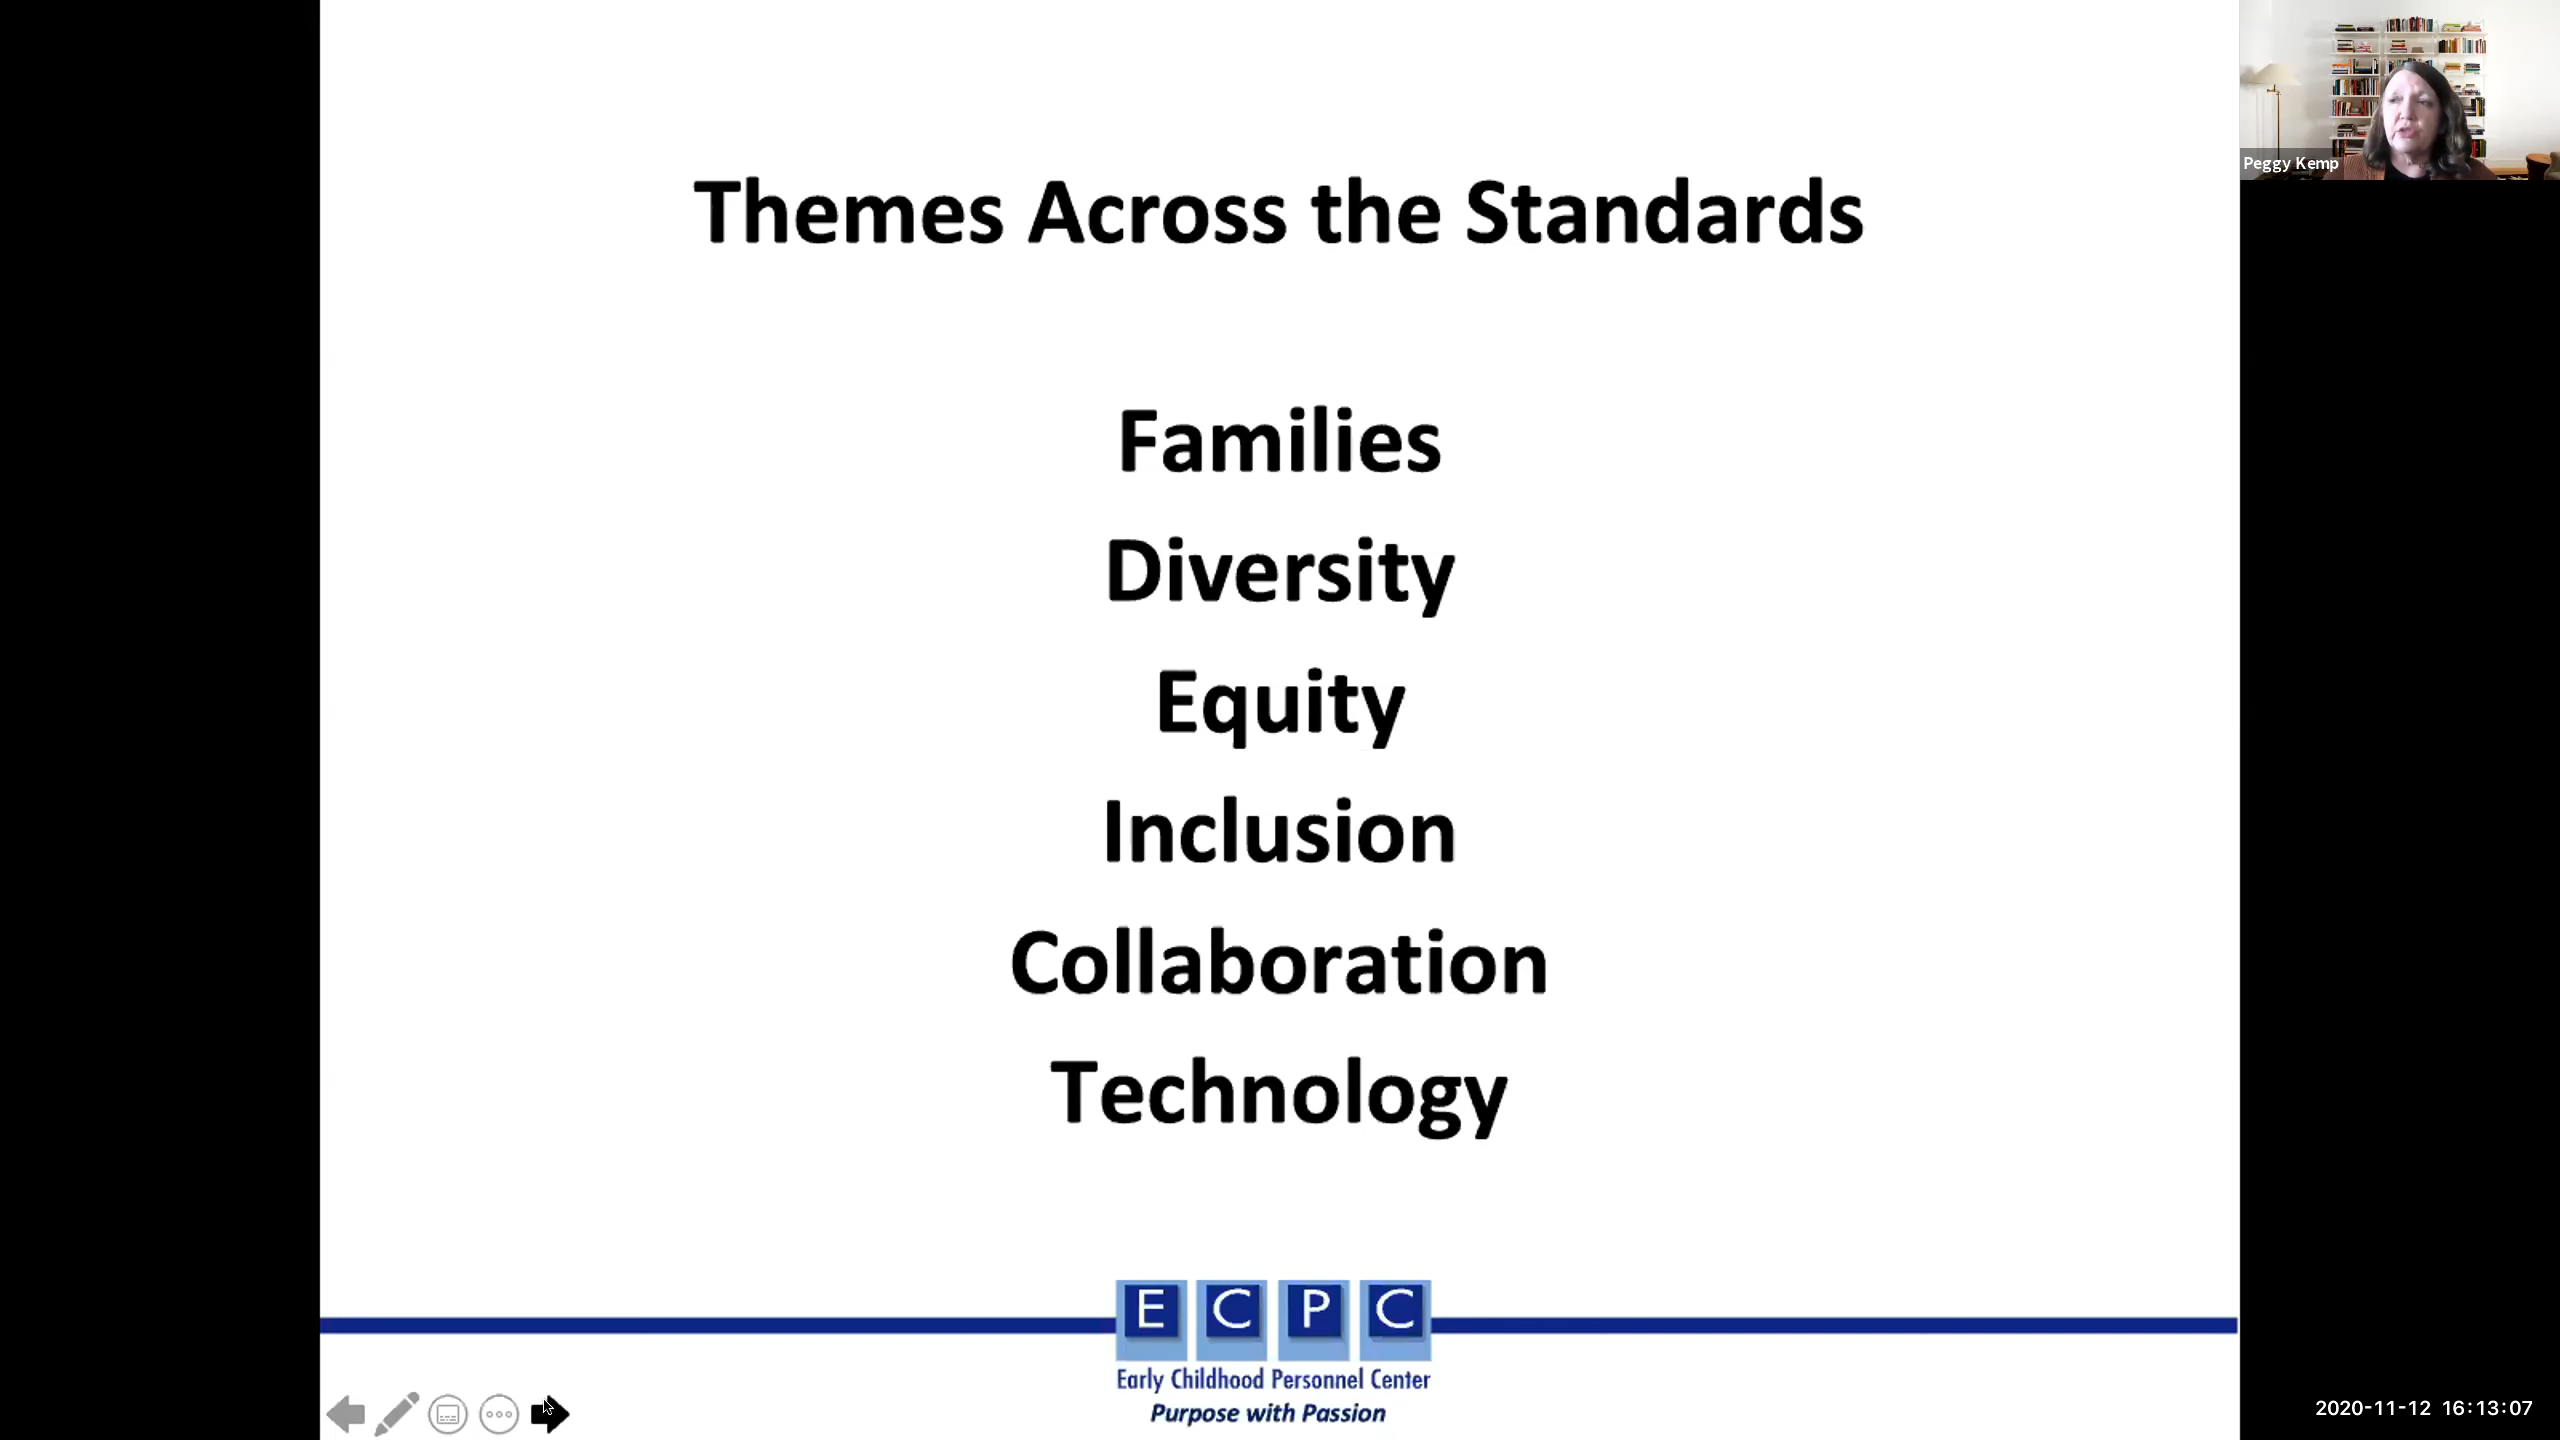 Peggy Kemp
Themes Across the Standards
Families
Diversity
Equity
Inclusion
Collaboration
Technology
E C P C
Early Childhood Personnel Center
Purpose with Passion
2020-11-12 16:13:07